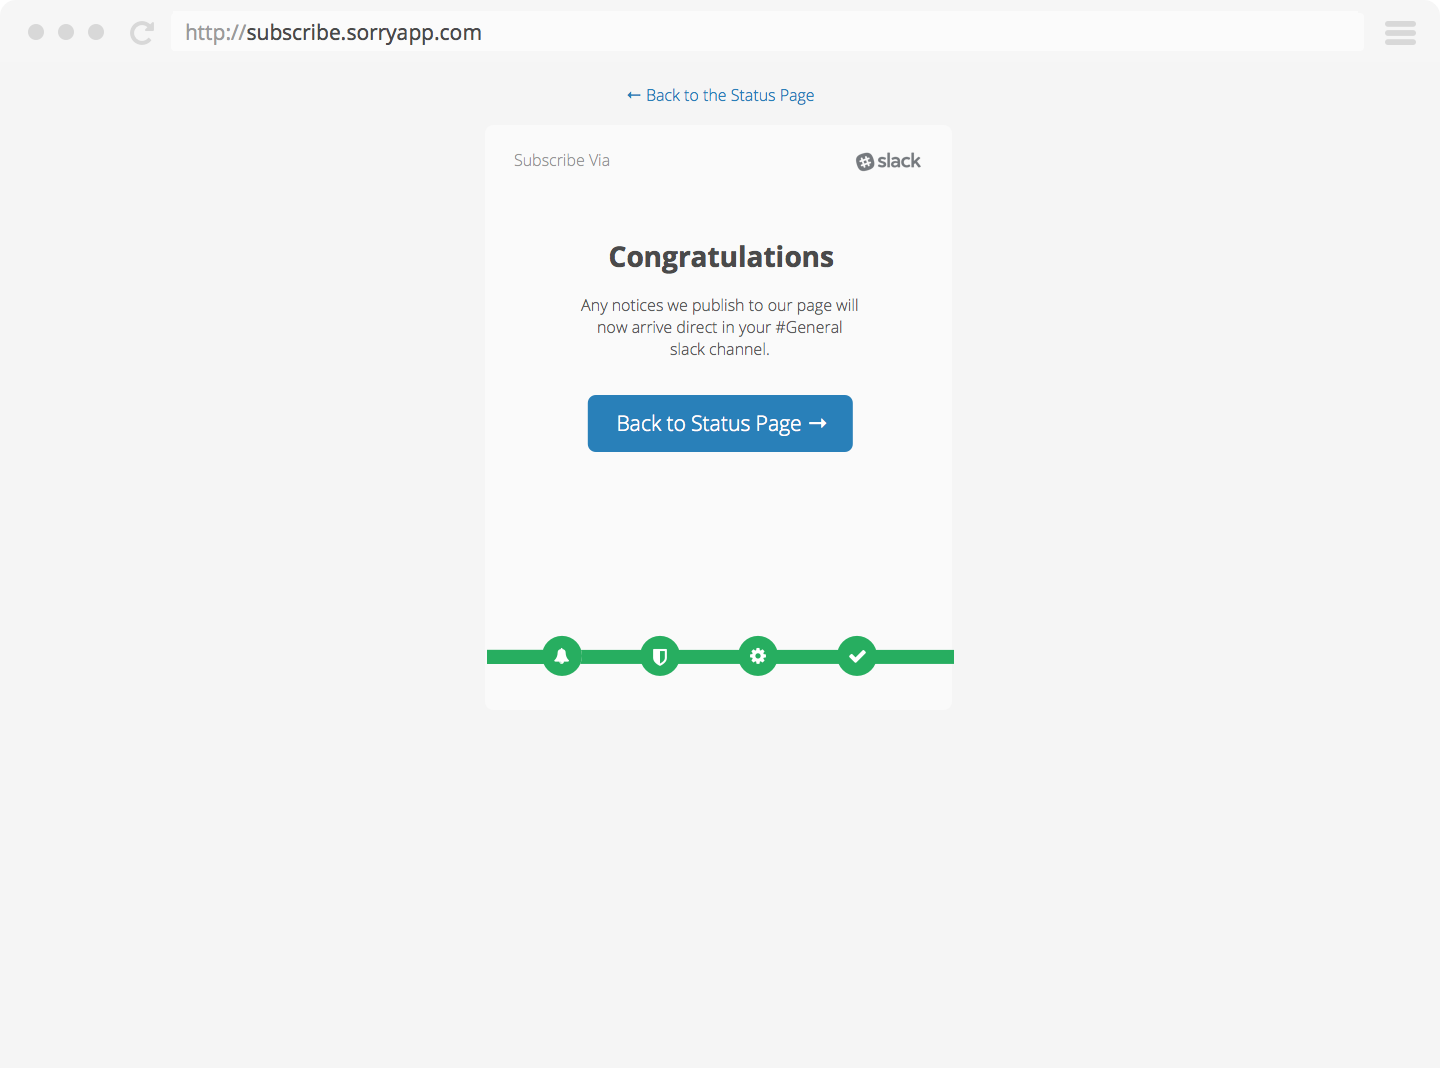 http://subscribe.sorryapp.com
← Back to the Status Page
Subscribe Via
slack
Congratulations
Any notices we publish to our page will
now arrive direct in your #General
slack channel.
Back to Status Page →